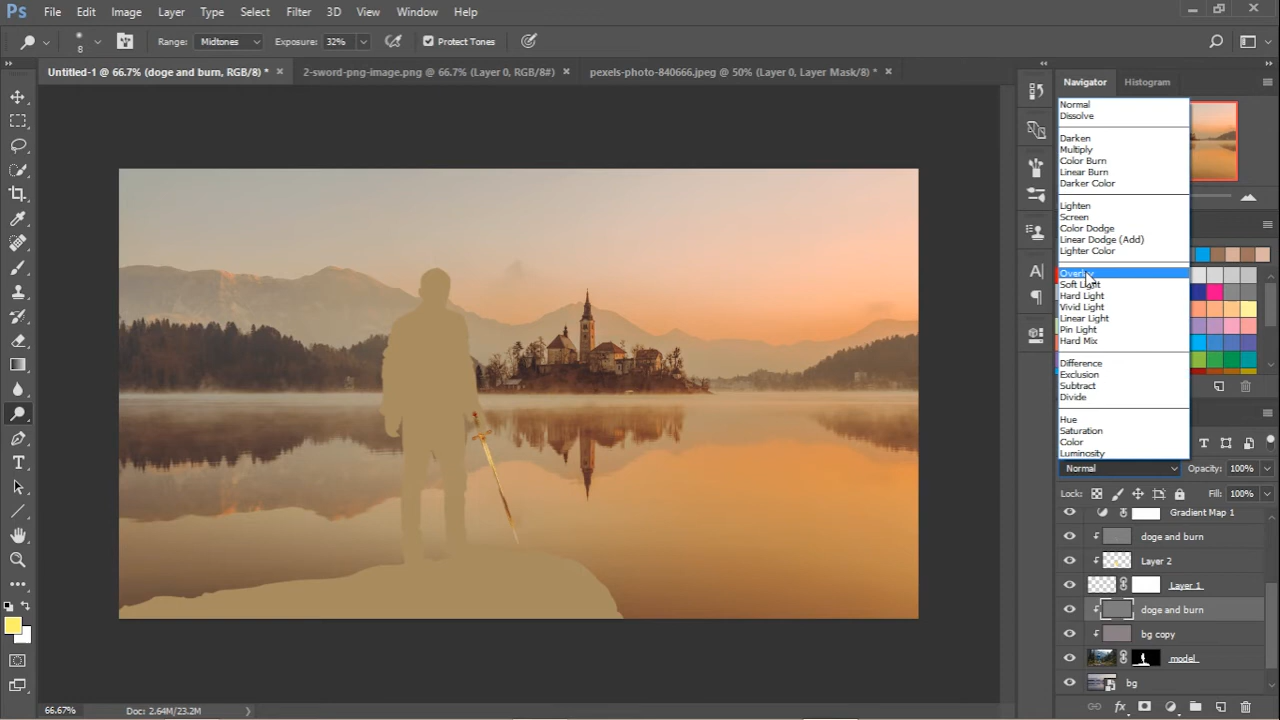 Ps File Edit Image Layer Type Select Filter 3D View Window Help
8 Range: Midtones Exposure: 32% Protect Tones
Untitled-1 @ 66.7% (doge and burn, RGB/8) * × 2-sword-png-image.png @ 66.7% (Layer 0, RGB/8#) × pexels-photo-840666.jpeg @ 50% (Layer 0, Layer Mask/8) * ×
Navigator Histogram
Normal
Dissolve
Darken
Multiply
Color Burn
Linear Burn
Darker Color
Lighten
Screen
Color Dodge
Linear Dodge (Add)
Lighter Color
Overlay
Soft Light
Hard Light
Vivid Light
Linear Light
Pin Light
Hard Mix
Difference
Exclusion
Subtract
Divide
Hue
Saturation
Color
Luminosity
Normal Opacity: 100%
Lock: Fill: 100%
Gradient Map 1
doge and burn
Layer 2
Layer 1
doge and burn
bg copy
model
bg
66.67% Doc: 2.64M/23.2M